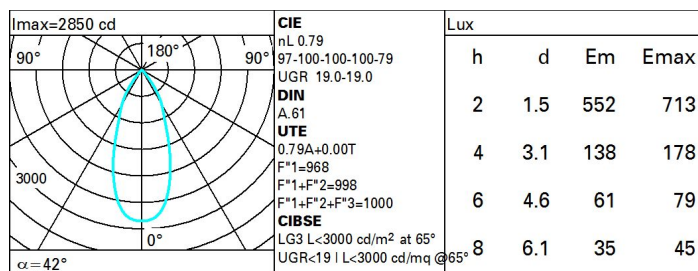 Imax=2850 cd
90° 180° 90°
3000
0°
α=42°
CIE
nL 0.79
97-100-100-100-79
UGR 19.0-19.0
DIN
A.61
UTE
0.79A+0.00T
F"1=968
F"1+F"2=998
F"1+F"2+F"3=1000
CIBSE
LG3 L<3000 cd/m² at 65°
UGR<19 | L<3000 cd/mq @65°
Lux
h d Em Emax
2 1.5 552 713
4 3.1 138 178
6 4.6 61 79
8 6.1 35 45